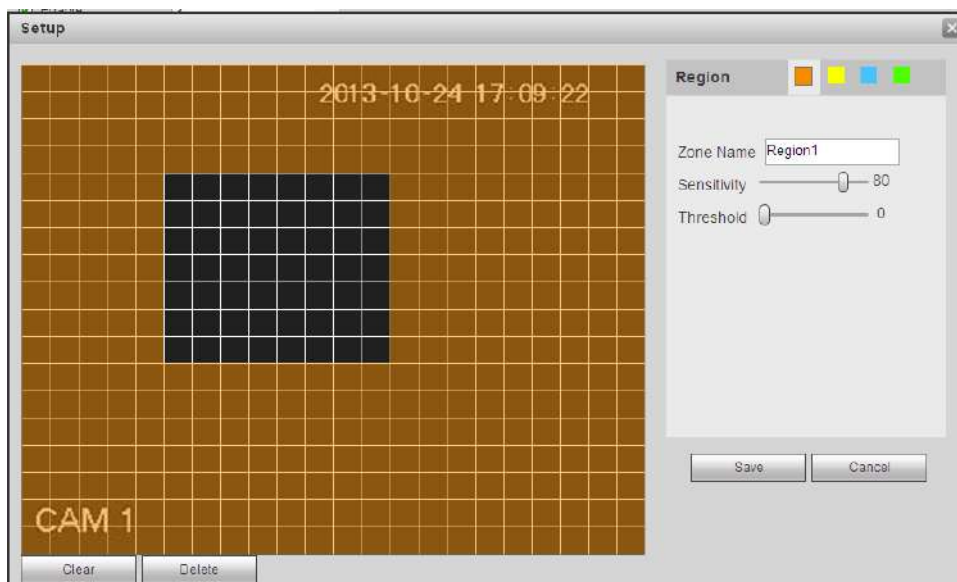 Setup
2013-10-24 17:09:22
Region
Zone Name Region1
Sensitivity 80
Threshold 0
Save Cancel
CAM 1
Clear Delete